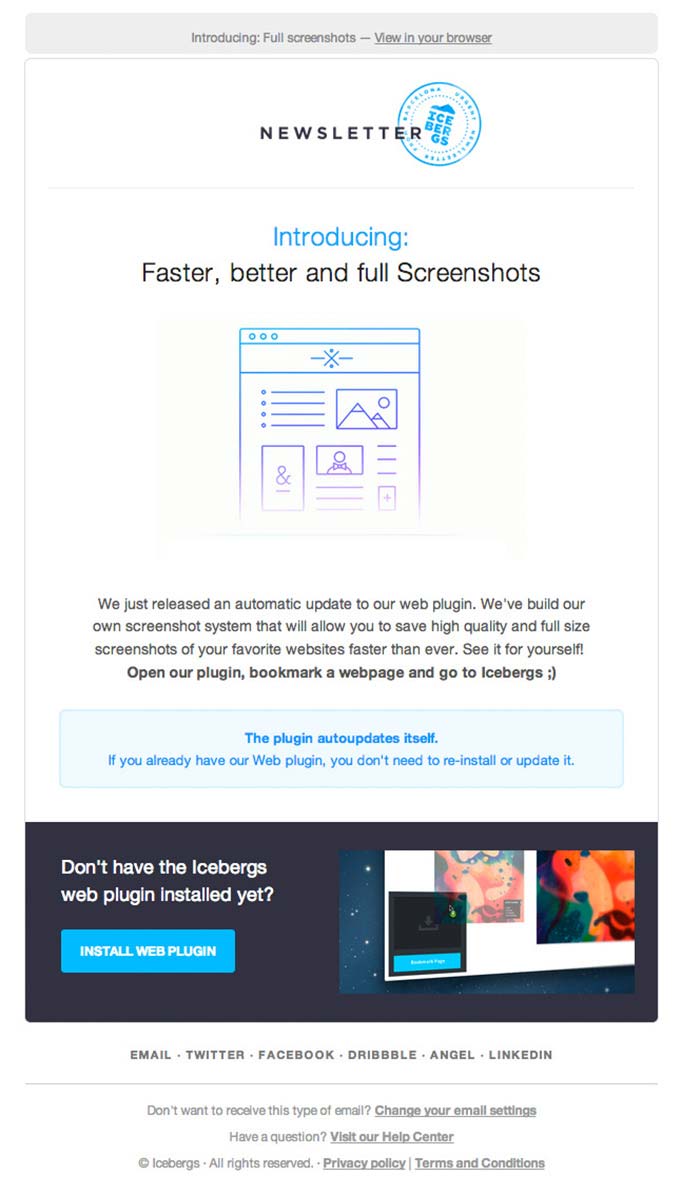 Introducing: Full screenshots — View in your browser
NEWSLETTER
BARCELONA URGENT NEWSLETTER
ICE
BER
GS
Introducing:
Faster, better and full Screenshots
&
We just released an automatic update to our web plugin. We've build our
own screenshot system that will allow you to save high quality and full size
screenshots of your favorite websites faster than ever. See it for yourself!
Open our plugin, bookmark a webpage and go to Icebergs ;)
The plugin autoupdates itself.
If you already have our Web plugin, you don't need to re-install or update it.
Don't have the Icebergs
web plugin installed yet?
INSTALL WEB PLUGIN
Bookmark Page
EMAIL · TWITTER · FACEBOOK · DRIBBBLE · ANGEL · LINKEDIN
Don't want to receive this type of email? Change your email settings
Have a question? Visit our Help Center
© Icebergs · All rights reserved. · Privacy policy | Terms and Conditions